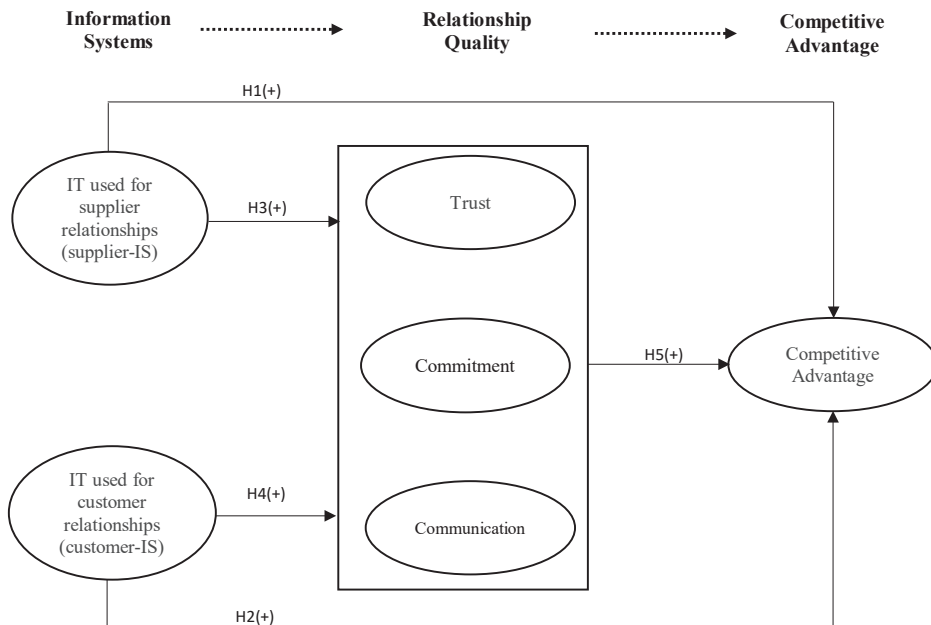 Information
Systems
Relationship
Quality
Competitive
Advantage
H1(+)
IT used for
supplier
relationships
(supplier-IS)
H3(+)
Trust
Commitment
H5(+)
Competitive
Advantage
IT used for
customer
relationships
(customer-IS)
H4(+)
Communication
H2(+)